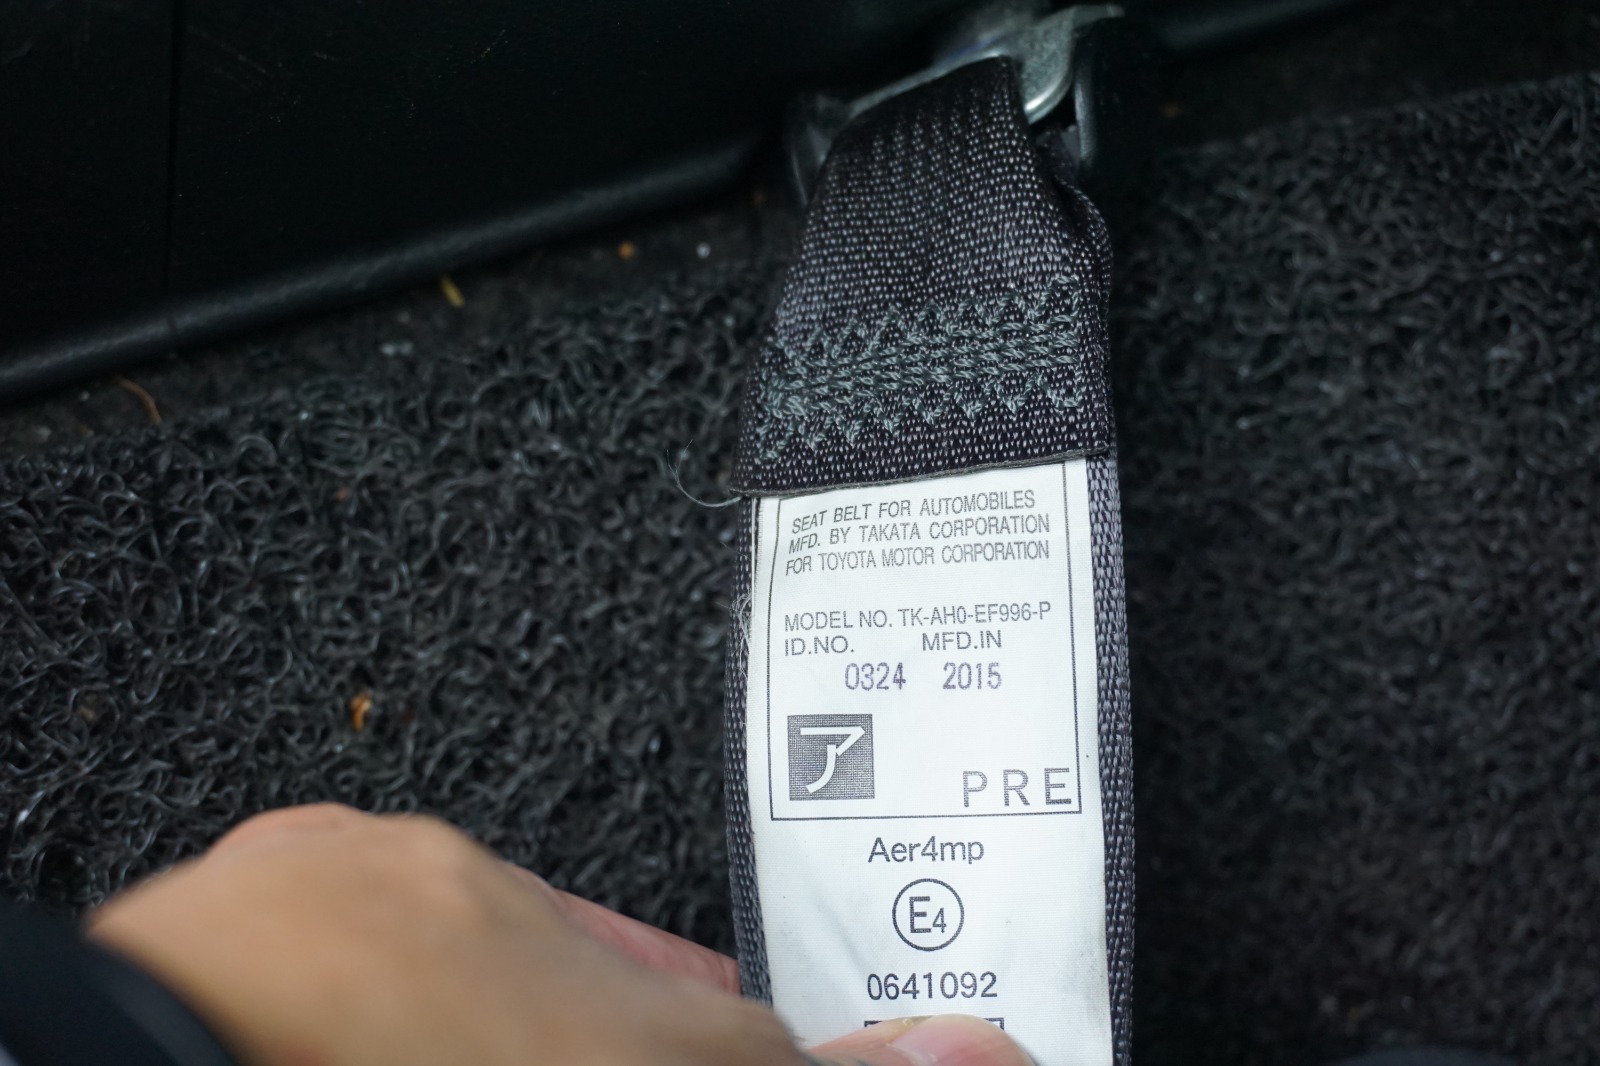 SEAT BELT FOR AUTOMOBILES
MFD. BY TAKATA CORPORATION
FOR TOYOTA MOTOR CORPORATION
MODEL NO. TK-AH0-EF996-P
ID.NO. MFD.IN
0324 2015
ア
PRE
Aer4mp
E4
0641092